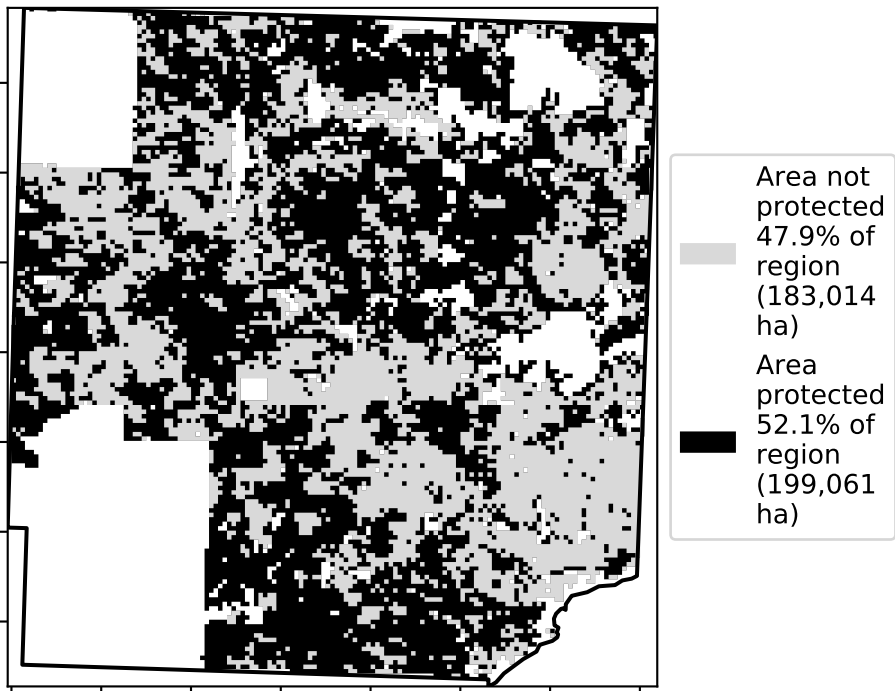 Area not
protected
47.9% of
region
(183,014
ha)
Area
protected
52.1% of
region
(199,061
ha)